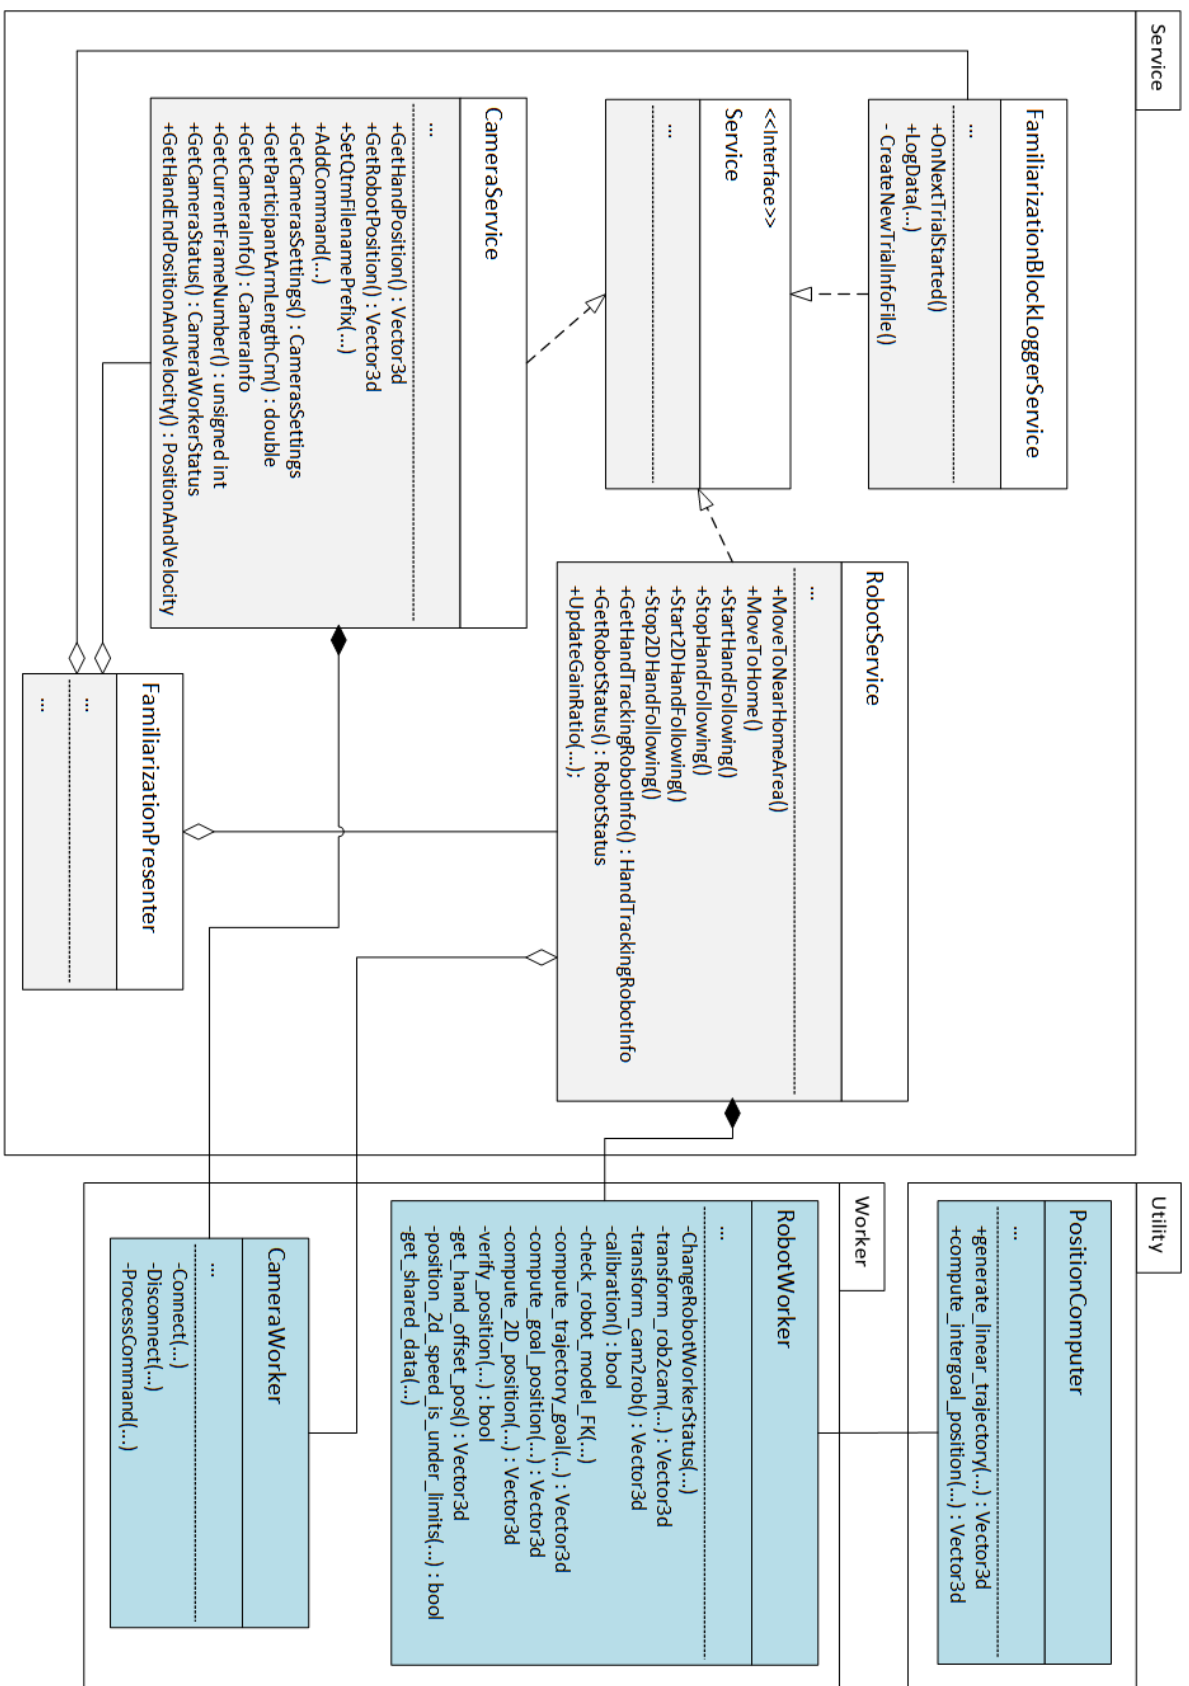 Service
FamiliarizationBlockLoggerService
...
+OnNextTrialStarted()
+LogData(...)
- CreateNewTrialInfoFile()
<<Interface>>
Service
...
CameraService
...
+GetHandPosition() : Vector3d
+GetRobotPosition() : Vector3d
+SetQtmFilenamePrefix(...)
+AddCommand(...)
+GetCamerasSettings() : CamerasSettings
+GetParticipantArmLengthCm() : double
+GetCameraInfo() : CameraInfo
+GetCurrentFrameNumber() : unsigned int
+GetCameraStatus() : CameraWorkerStatus
+GetHandEndPositionAndVelocity() : PositionAndVelocity
RobotService
...
+MoveToNearHomeArea()
+MoveToHome()
+StartHandFollowing()
+StopHandFollowing()
+Start2DHandFollowing()
+Stop2DHandFollowing()
+GetHandTrackingRobotInfo() : HandTrackingRobotInfo
+GetRobotStatus() : RobotStatus
+UpdateGainRatio(...);
FamiliarizationPresenter
...
...
Utility
PositionComputer
...
+generate_linear_trajectory(...) : Vector3d
+compute_intergoal_position(...) : Vector3d
Worker
RobotWorker
...
-ChangeRobotWorkerStatus(...)
-transform_rob2cam(...) : Vector3d
-transform_cam2rob() : Vector3d
-calibration() : bool
-check_robot_model_FK(...)
-compute_trajectory_goal(...) : Vector3d
-compute_goal_position(...) : Vector3d
-compute_2D_position(...) : Vector3d
-verify_position(...) : bool
-get_hand_offset_pos() : Vector3d
-position_2d_speed_is_under_limits(...) : bool
-get_shared_data(...)
CameraWorker
...
-Connect(...)
-Disconnect(...)
-ProcessCommand(...)